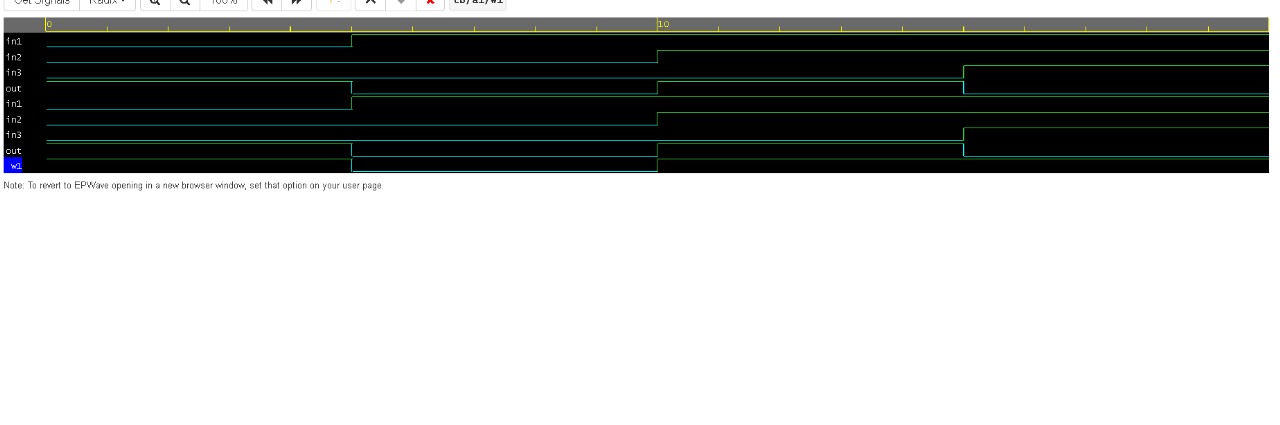 Get Signals Radix 100% tb/a1/w1
0 10
in1
in2
in3
out
in1
in2
in3
out
w1
Note: To revert to EPWave opening in a new browser window, set that option on your user page.